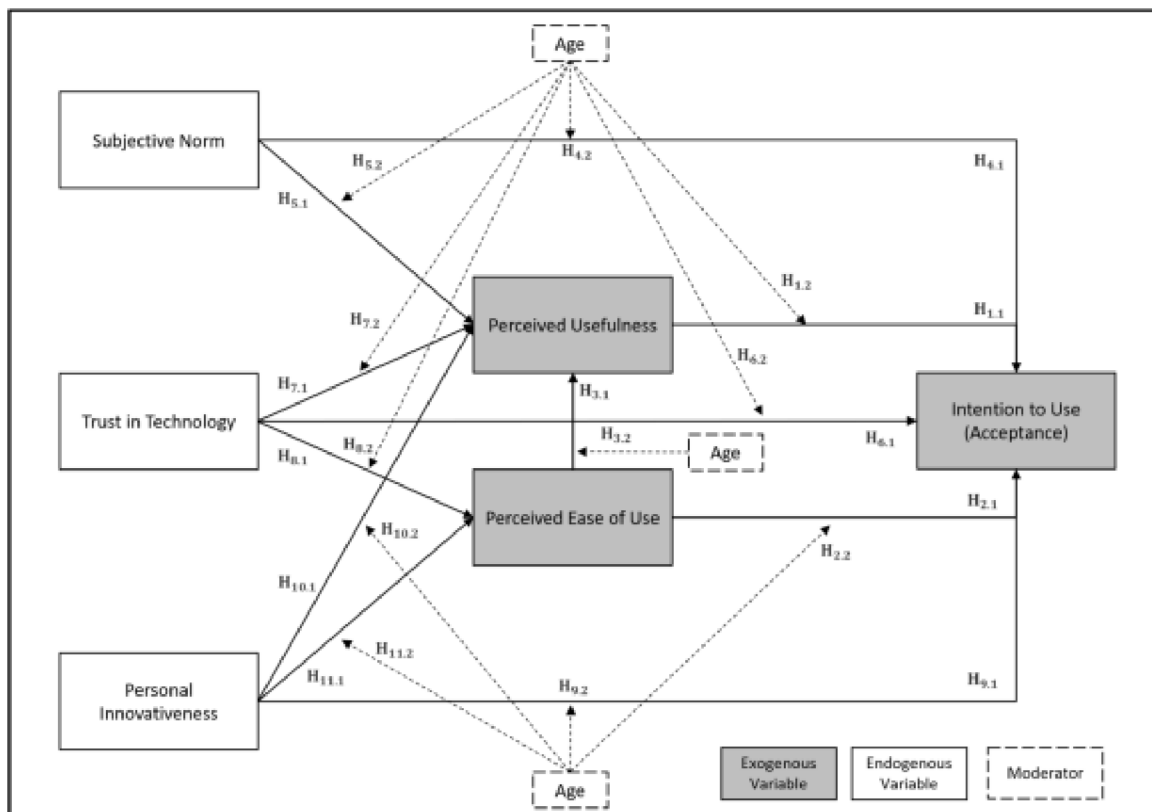 Age
Subjective Norm
H5.2
H4.2
H4.1
H5.1
H1.2
H7.2
Perceived Usefulness
H1.1
H6.2
H7.1
H3.1
Trust in Technology
Intention to Use
(Acceptance)
H8.2
H3.2
H6.1
H8.1
Age
Perceived Ease of Use
H2.1
H10.2
H2.2
H10.1
H11.2
H11.1
Personal
Innovativeness
H9.2
H9.1
Age
Exogenous
Variable
Endogenous
Variable
Moderator